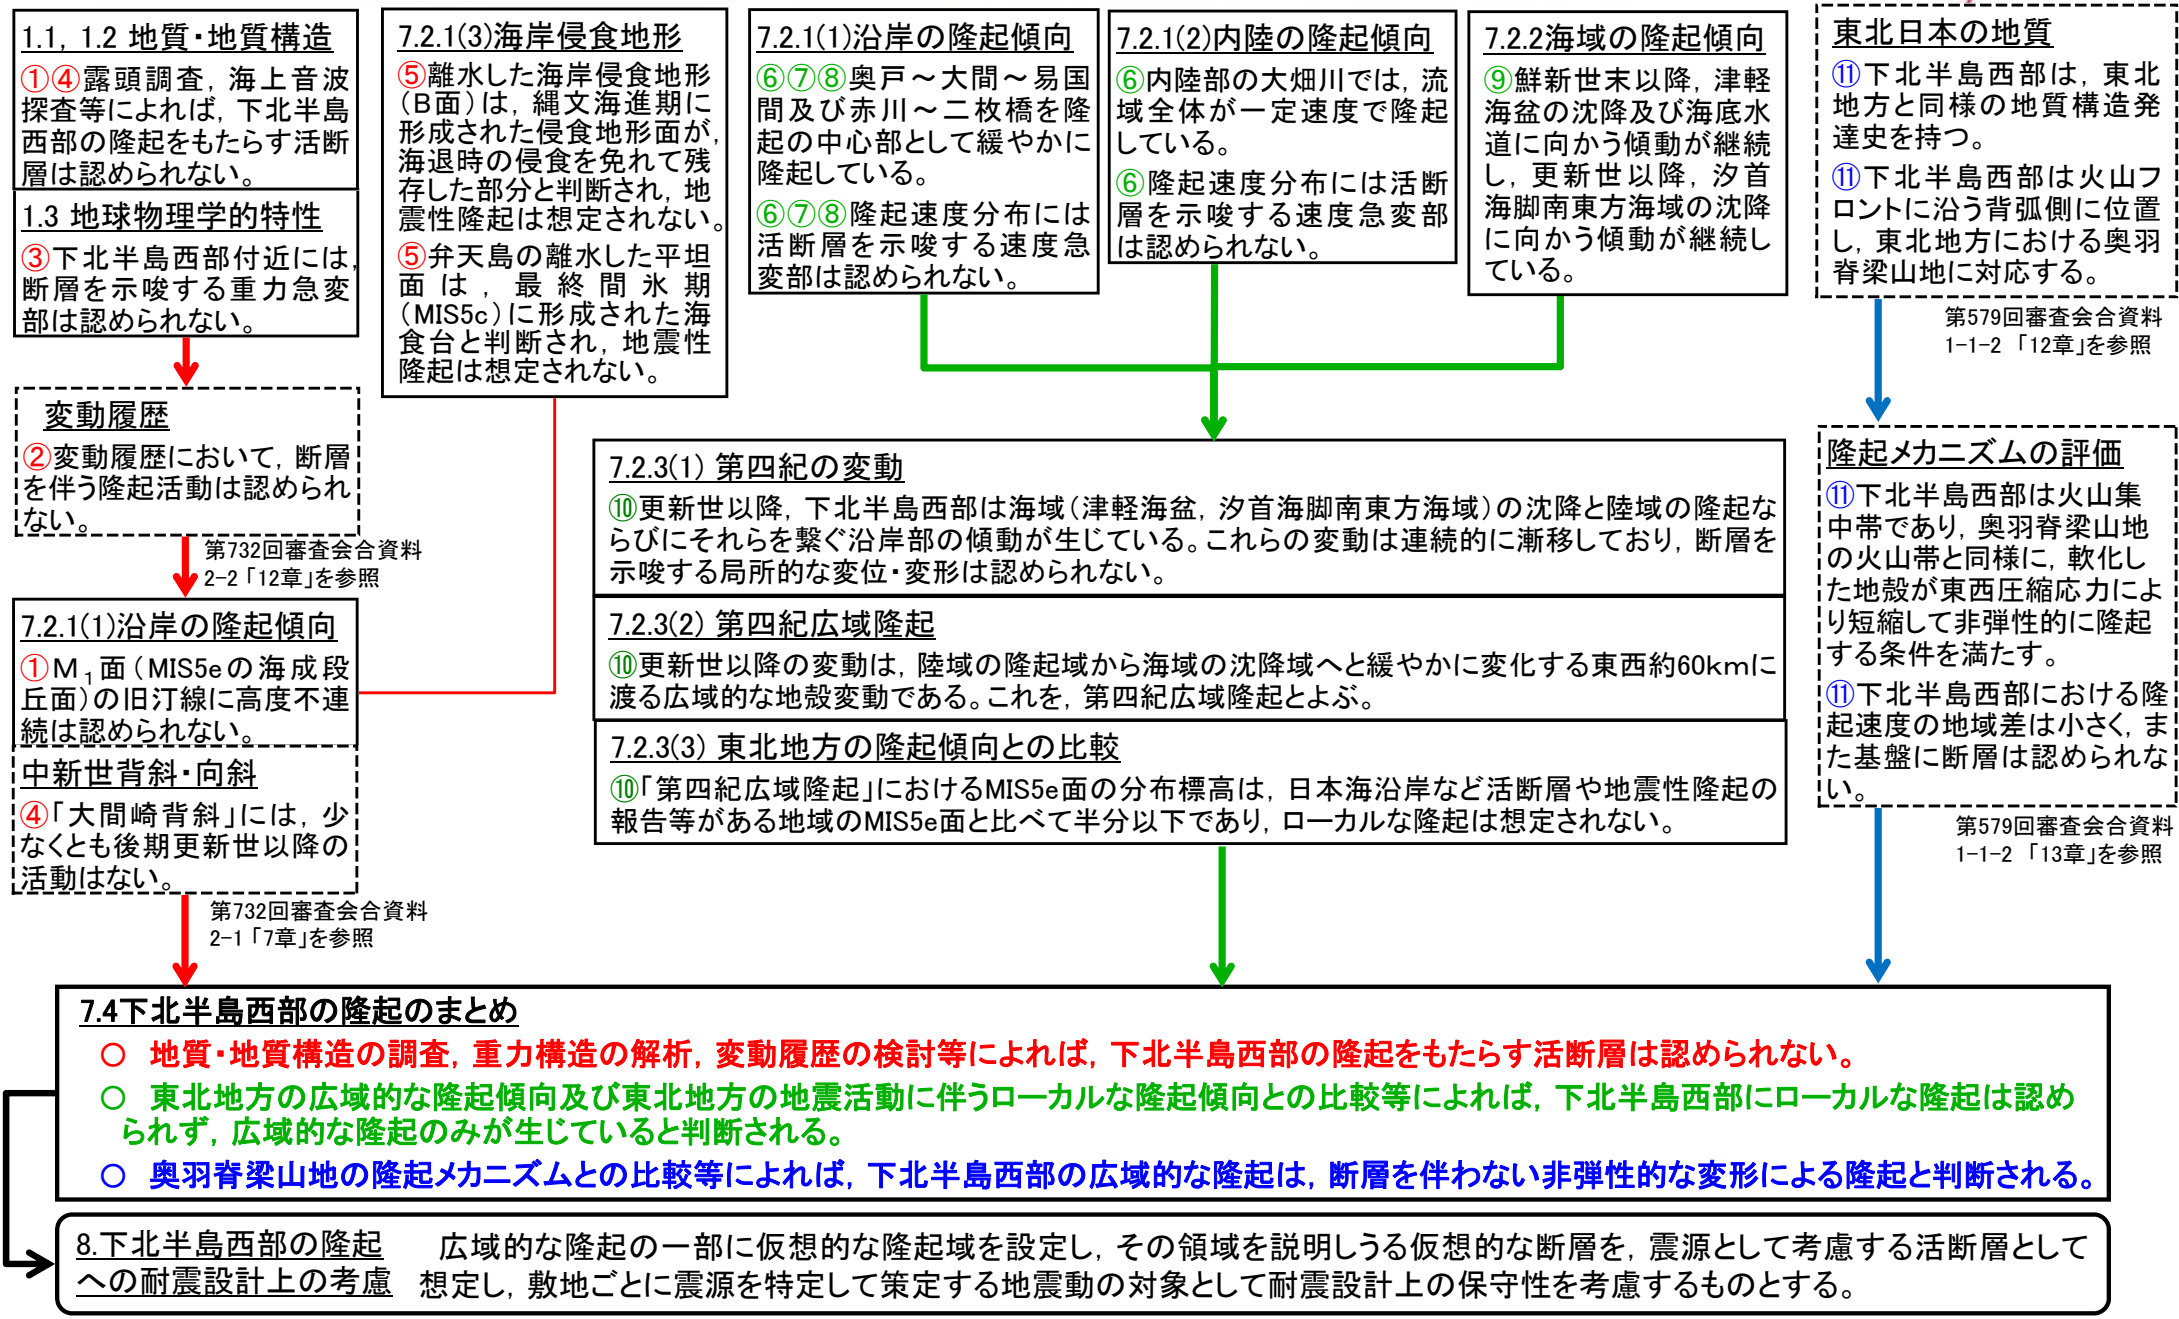 1.1, 1.2 地質・地質構造
①④露頭調査, 海上音波
探査等によれば, 下北半島
西部の隆起をもたらす活断
層は認められない。
1.3 地球物理学的特性
③下北半島西部付近には,
断層を示唆する重力急変
部は認められない。
変動履歴
②変動履歴において, 断層
を伴う隆起活動は認められ
ない。
第732回審査会合資料
2-2 「12章」を参照
7.2.1(1)沿岸の隆起傾向
①M₁面(MIS5eの海成段
丘面)の旧汀線に高度不連
続は認められない。
中新世背斜・向斜
④「大間崎背斜」には, 少
なくとも後期更新世以降の
活動はない。
第732回審査会合資料
2-1 「7章」を参照
7.2.1(3)海岸侵食地形
⑤離水した海岸侵食地形
(B面)は, 縄文海進期に
形成された侵食地形面が,
海退時の侵食を免れて残
存した部分と判断され, 地
震性隆起は想定されない。
⑤弁天島の離水した平坦
面は, 最終間氷期
(MIS5c)に形成された海
食台と判断され, 地震性
隆起は想定されない。
7.2.1(1)沿岸の隆起傾向
⑥⑦⑧奥戸～大間～易国
間及び赤川～二枚橋を隆
起の中心部として緩やかに
隆起している。
⑥⑦⑧隆起速度分布には
活断層を示唆する速度急
変部は認められない。
7.2.1(2)内陸の隆起傾向
⑥内陸部の大畑川では, 流
域全体が一定速度で隆起
している。
⑥隆起速度分布には活断
層を示唆する速度急変部
は認められない。
7.2.2海域の隆起傾向
⑨鮮新世末以降, 津軽
海盆の沈降及び海底水
道に向かう傾動が継続
し, 更新世以降, 汐首
海脚南東方海域の沈降
に向かう傾動が継続し
ている。
7.2.3(1) 第四紀の変動
⑩更新世以降, 下北半島西部は海域(津軽海盆, 汐首海脚南東方海域)の沈降と陸域の隆起な
らびにそれらを繋ぐ沿岸部の傾動が生じている。これらの変動は連続的に漸移しており, 断層を
示唆する局所的な変位・変形は認められない。
7.2.3(2) 第四紀広域隆起
⑩更新世以降の変動は, 陸域の隆起域から海域の沈降域へと緩やかに変化する東西約60kmに
渡る広域的な地殻変動である。これを, 第四紀広域隆起とよぶ。
7.2.3(3) 東北地方の隆起傾向との比較
⑩「第四紀広域隆起」におけるMIS5e面の分布標高は, 日本海沿岸など活断層や地震性隆起の
報告等がある地域のMIS5e面と比べて半分以下であり, ローカルな隆起は想定されない。
東北日本の地質
⑪下北半島西部は, 東北
地方と同様の地質構造発
達史を持つ。
⑪下北半島西部は火山フ
ロントに沿う背弧側に位置
し, 東北地方における奥羽
脊梁山地に対応する。
第579回審査会合資料
1-1-2 「12章」を参照
隆起メカニズムの評価
⑪下北半島西部は火山集
中帯であり, 奥羽脊梁山地
の火山帯と同様に, 軟化し
た地殻が東西圧縮応力によ
り短縮して非弾性的に隆起
する条件を満たす。
⑪下北半島西部における隆
起速度の地域差は小さく, ま
た基盤に断層は認められな
い。
第579回審査会合資料
1-1-2 「13章」を参照
7.4下北半島西部の隆起のまとめ
○ 地質・地質構造の調査, 重力構造の解析, 変動履歴の検討等によれば, 下北半島西部の隆起をもたらす活断層は認められない。
○ 東北地方の広域的な隆起傾向及び東北地方の地震活動に伴うローカルな隆起傾向との比較等によれば, 下北半島西部にローカルな隆起は認め
られず, 広域的な隆起のみが生じていると判断される。
○ 奥羽脊梁山地の隆起メカニズムとの比較等によれば, 下北半島西部の広域的な隆起は, 断層を伴わない非弾性的な変形による隆起と判断される。
8.下北半島西部の隆起
への耐震設計上の考慮
広域的な隆起の一部に仮想的な隆起域を設定し, その領域を説明しうる仮想的な断層を, 震源として考慮する活断層として
想定し, 敷地ごとに震源を特定して策定する地震動の対象として耐震設計上の保守性を考慮するものとする。